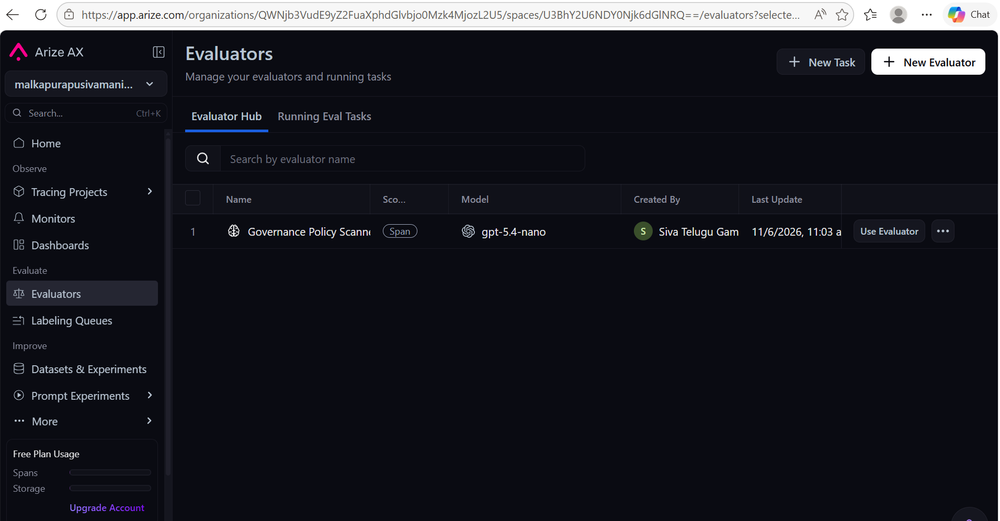 https://app.arize.com/organizations/QWNjb3VudE9yZ2FuaXphdGlvbjo0Mzk4MjozL2U5/spaces/U3BhY2U6NDY0Njk6dGlNRQ==/evaluators?selecte...
Chat
Arize AX
malkapurapusivamani...
Search...
Ctrl+K
Home
Observe
Tracing Projects
Monitors
Dashboards
Evaluate
Evaluators
Labeling Queues
Improve
Datasets & Experiments
Prompt Experiments
More
Free Plan Usage
Spans
Storage
Upgrade Account
Evaluators
Manage your evaluators and running tasks
New Task
New Evaluator
Evaluator Hub
Running Eval Tasks
Search by evaluator name
Name
Sco...
Model
Created By
Last Update
1
Governance Policy Scanne
Span
gpt-5.4-nano
S
Siva Telugu Gam
11/6/2026, 11:03 a
Use Evaluator